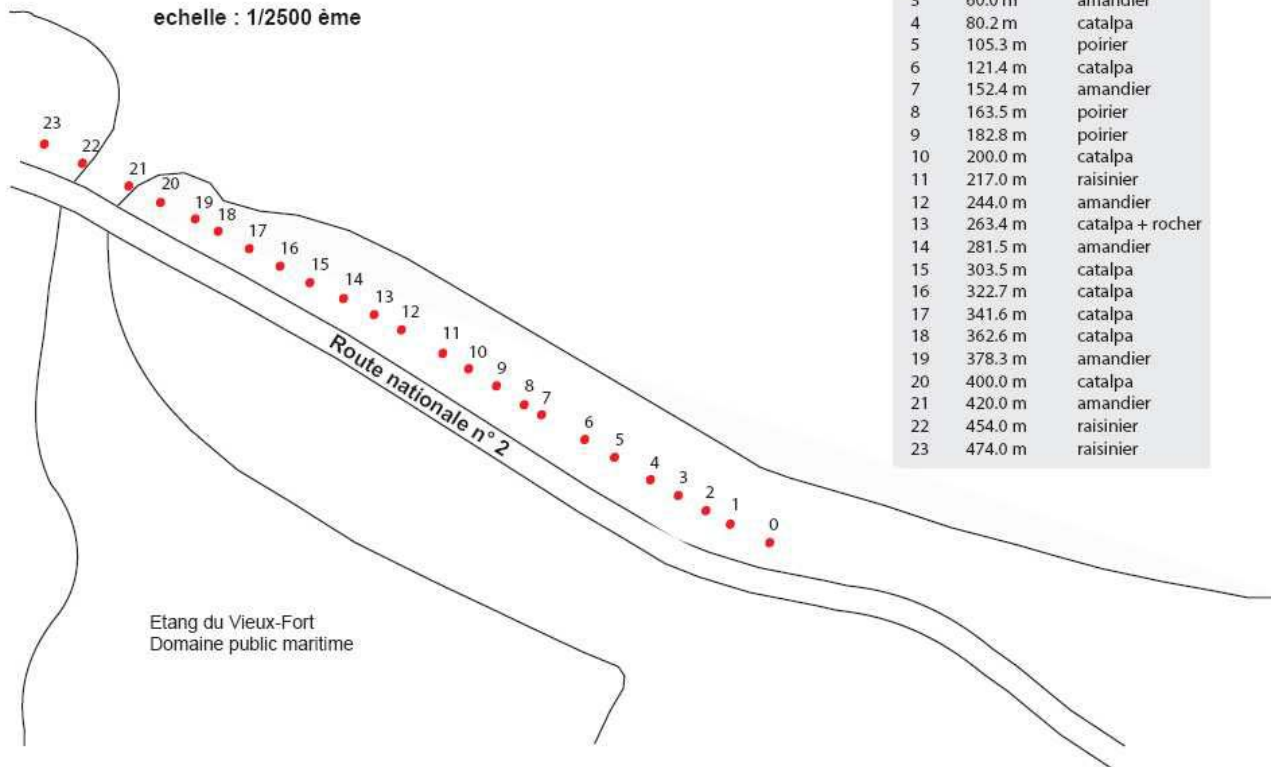 echelle : 1/2500 ème
3 60.0 m amandier
4 80.2 m catalpa
5 105.3 m poirier
6 121.4 m catalpa
7 152.4 m amandier
8 163.5 m poirier
9 182.8 m poirier
10 200.0 m catalpa
11 217.0 m raisinier
12 244.0 m amandier
13 263.4 m catalpa + rocher
14 281.5 m amandier
15 303.5 m catalpa
16 322.7 m catalpa
17 341.6 m catalpa
18 362.6 m catalpa
19 378.3 m amandier
20 400.0 m catalpa
21 420.0 m amandier
22 454.0 m raisinier
23 474.0 m raisinier
23
22
21
20
19
18
17
16
15
14
13
12
11
10
9
8
7
6
5
4
3
2
1
0
Route nationale n° 2
Etang du Vieux-Fort
Domaine public maritime